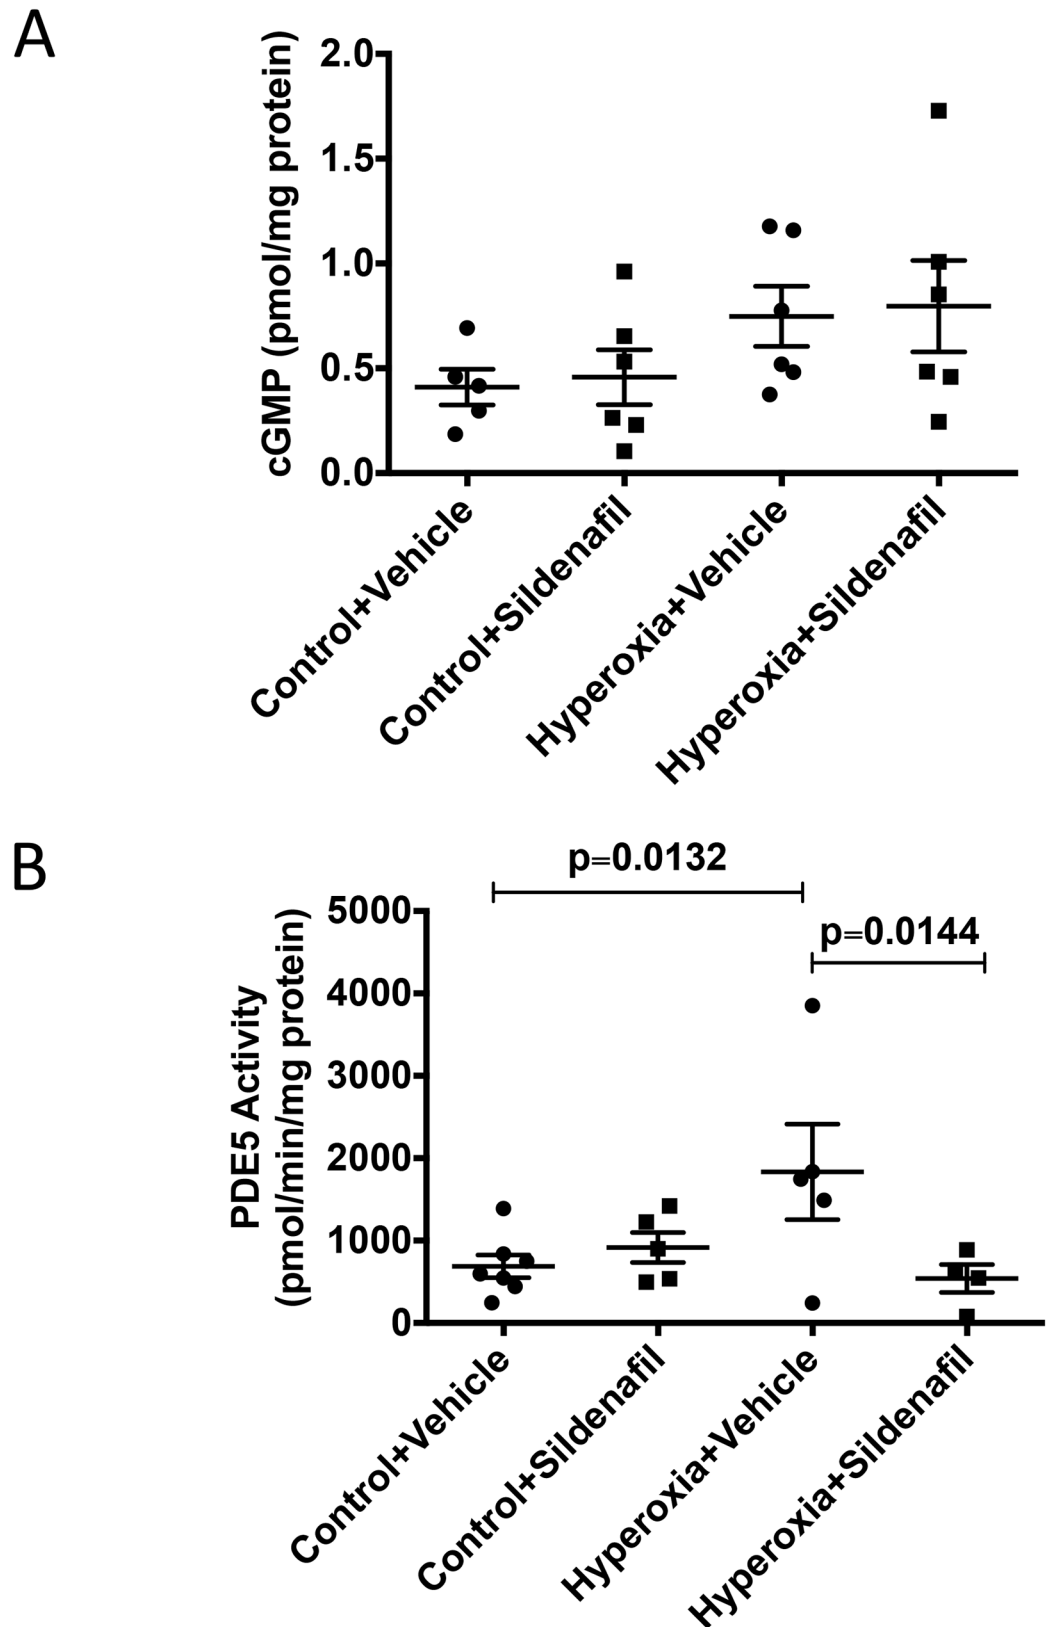 A
cGMP (pmol/mg protein)
2.0
1.5
1.0
0.5
0.0
Control+Vehicle
Control+Sildenafil
Hyperoxia+Vehicle
Hyperoxia+Sildenafil
B
p=0.0132
p=0.0144
PDE5 Activity
(pmol/min/mg protein)
5000
4000
3000
2000
1000
0
Control+Vehicle
Control+Sildenafil
Hyperoxia+Vehicle
Hyperoxia+Sildenafil